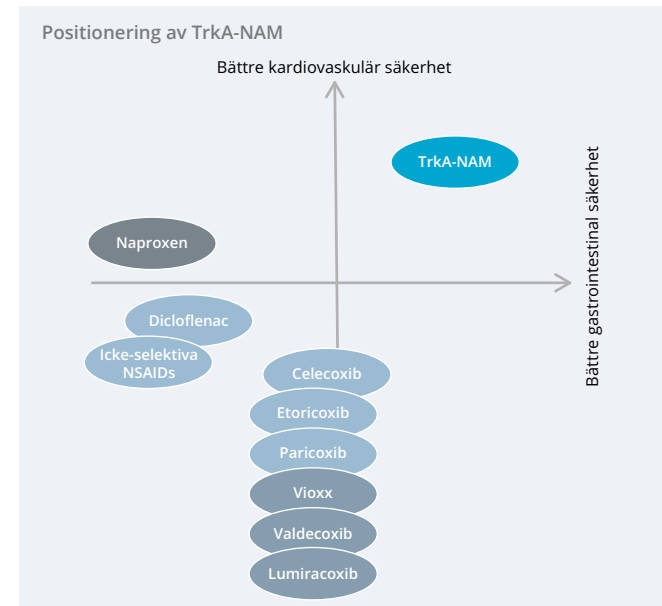 Positionering av TrkA-NAM
Bättre kardiovaskulär säkerhet
TrkA-NAM
Bättre gastrointestinal säkerhet
Naproxen
Dicloflenac
Icke-selektiva
NSAIDs
Celecoxib
Etoricoxib
Paricoxib
Vioxx
Valdecoxib
Lumiracoxib